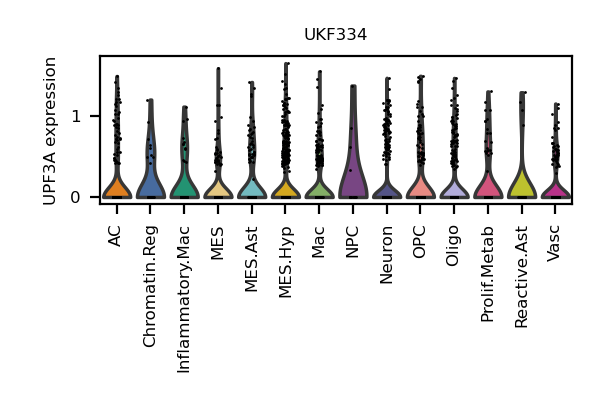 UKF334
UPF3A expression
1
0
AC
Chromatin.Reg
Inflammatory.Mac
MES
MES.Ast
MES.Hyp
Mac
NPC
Neuron
OPC
Oligo
Prolif.Metab
Reactive.Ast
Vasc